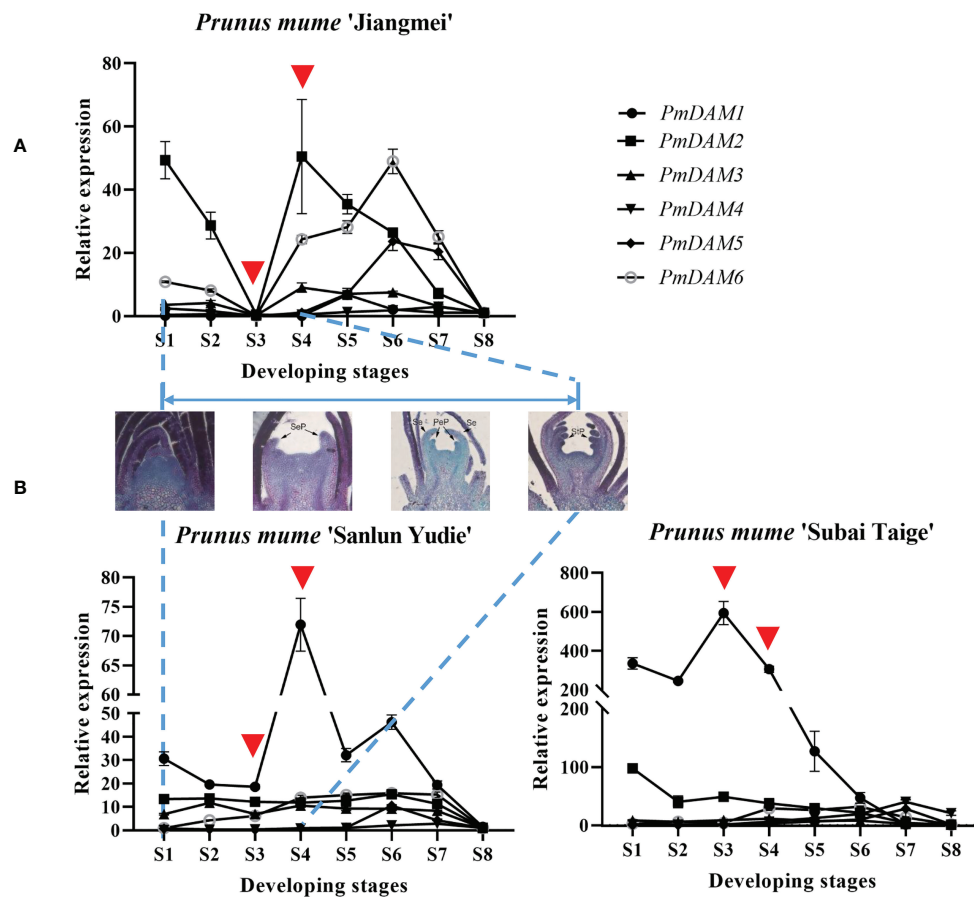 Prunus mume 'Jiangmei'
A
Relative expression
80
60
40
20
0
S1 S2 S3 S4 S5 S6 S7 S8
Developing stages
PmDAM1
PmDAM2
PmDAM3
PmDAM4
PmDAM5
PmDAM6
SeP
Se PeP Se
StP
B
Prunus mume 'Sanlun Yudie'
Relative expression
80
75
70
65
60
50
40
30
20
10
0
S1 S2 S3 S4 S5 S6 S7 S8
Developing stages
Prunus mume 'Subai Taige'
Relative expression
800
600
400
200
200
100
0
S1 S2 S3 S4 S5 S6 S7 S8
Developing stages